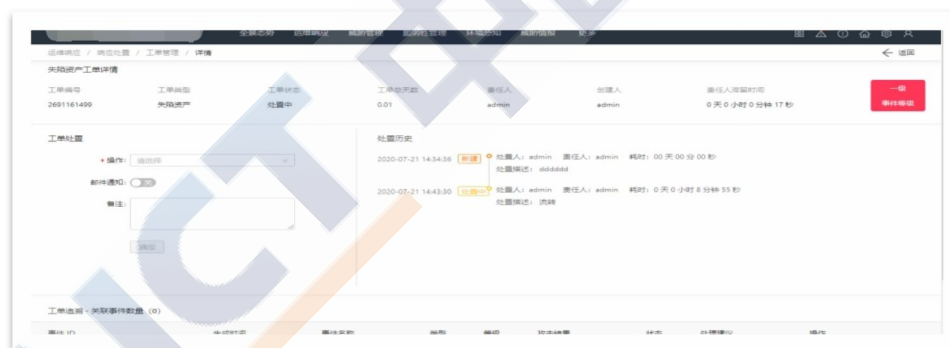 全景态势 运维响应 威胁管理 脆弱性管理 环境感知 威胁情报 更多
运维响应 / 响应处置 / 工单管理 / 详情
← 返回
失陷资产工单详情
工单编号 工单类型 工单状态 工单总天数 责任人 创建人 责任人滞留时间
2691161499 失陷资产 处置中 0.01 admin admin 0 天 0 小时 0 分钟 17 秒
一级
事件等级
工单处置
* 操作: 请选择
邮件通知: 关
备注:
确定
处置历史
2020-07-21 14:34:36 新建 处置人: admin 责任人: admin 耗时: 00 天 00 分 00 秒
处置描述: dddddd
2020-07-21 14:43:30 处置中 处置人: admin 责任人: admin 耗时: 0 天 0 小时 8 分钟 55 秒
处置描述: 流转
工单追溯 - 关联事件数量 (0)
事件 ID 生成时间 事件名称 类型 等级 攻击结果 状态 处理建议 操作
ICT